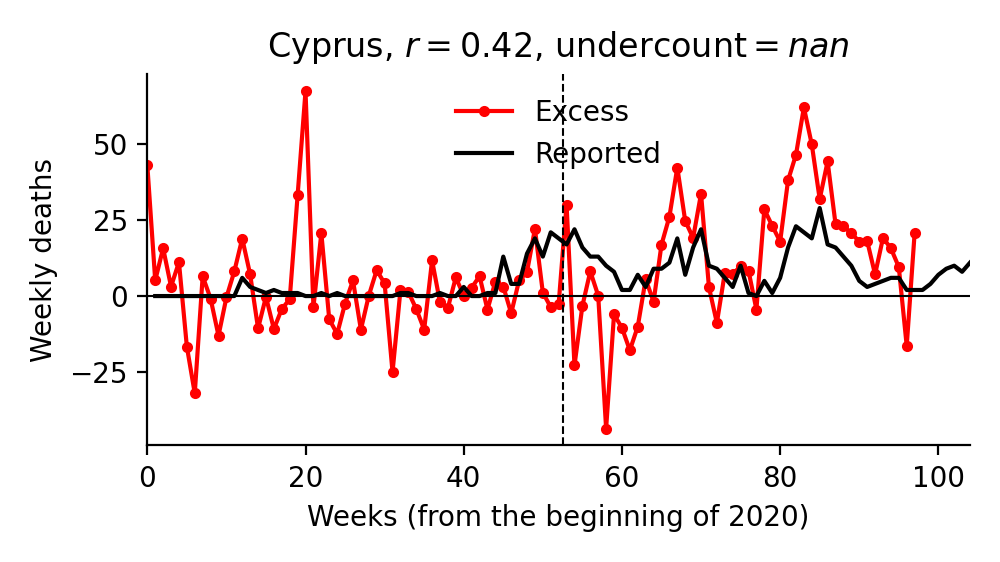 Cyprus, r = 0.42, undercount = nan
Excess
Reported
Weekly deaths
50
25
0
−25
0 20 40 60 80 100
Weeks (from the beginning of 2020)